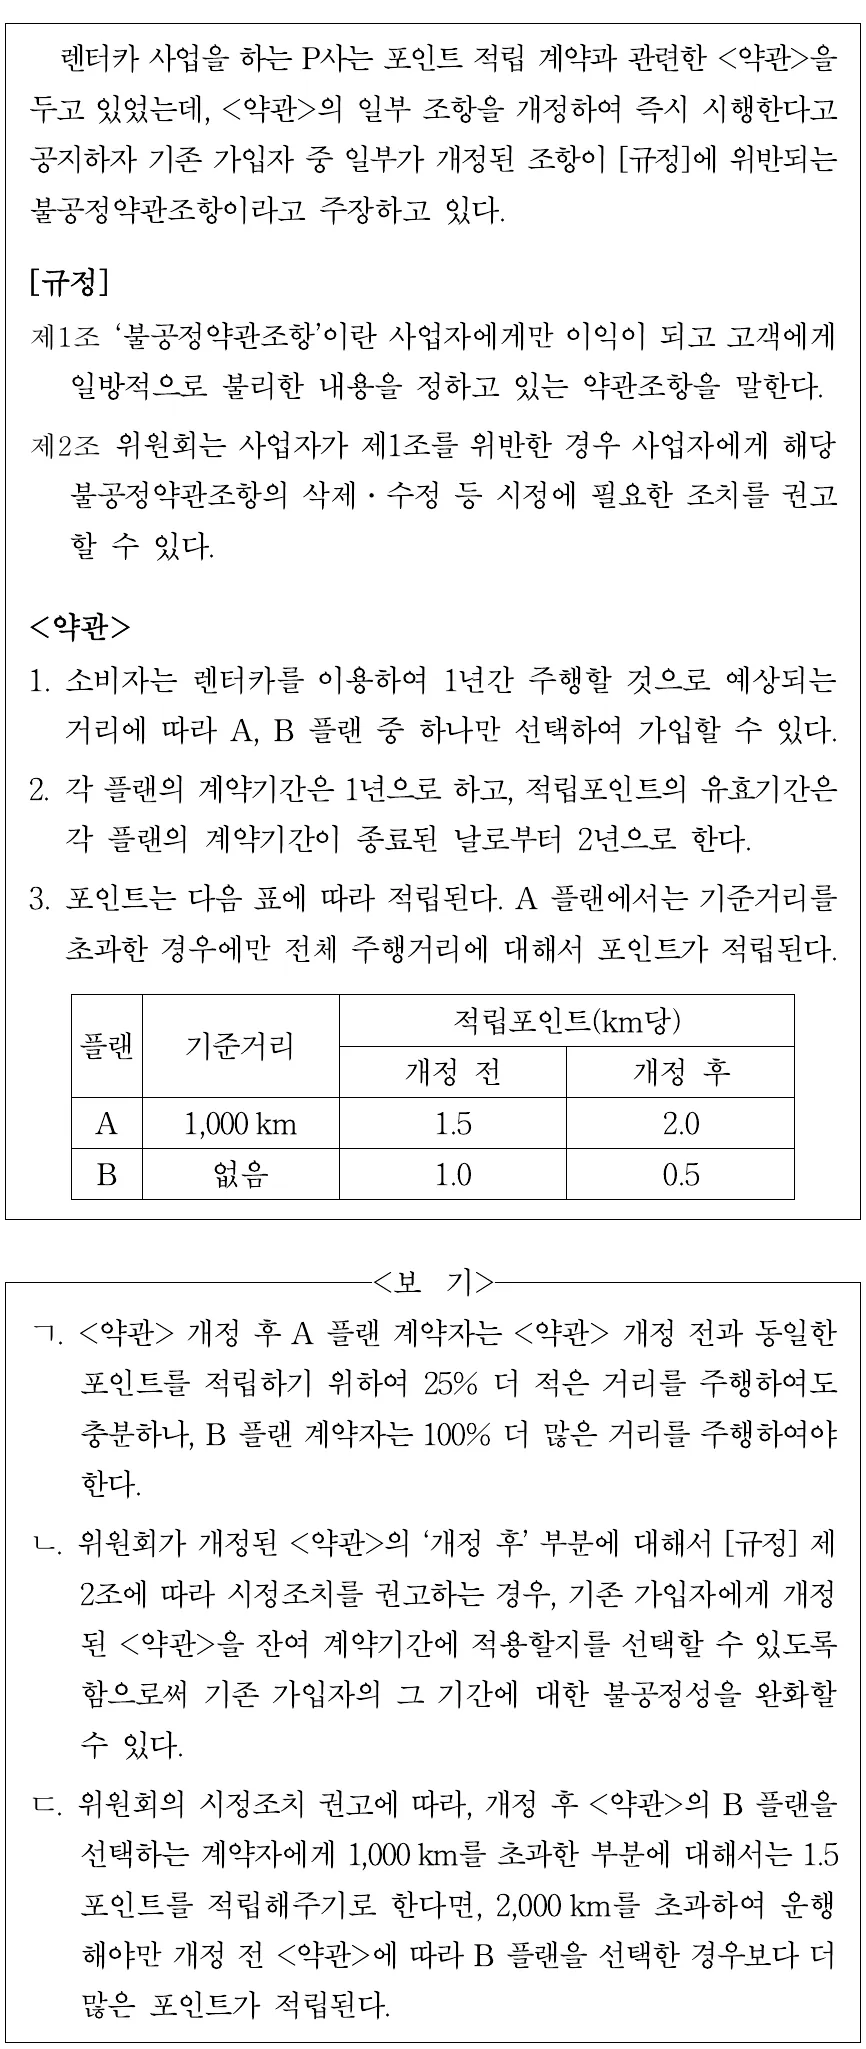 렌터카 사업을 하는 P사는 포인트 적립 계약과 관련한 <약관>을
두고 있었는데, <약관>의 일부 조항을 개정하여 즉시 시행한다고
공지하자 기존 가입자 중 일부가 개정된 조항이 [규정]에 위반되는
불공정약관조항이라고 주장하고 있다.
[규정]
제1조 ‘불공정약관조항’이란 사업자에게만 이익이 되고 고객에게
일방적으로 불리한 내용을 정하고 있는 약관조항을 말한다.
제2조 위원회는 사업자가 제1조를 위반한 경우 사업자에게 해당
불공정약관조항의 삭제·수정 등 시정에 필요한 조치를 권고
할 수 있다.
<약관>
1. 소비자는 렌터카를 이용하여 1년간 주행할 것으로 예상되는
거리에 따라 A, B 플랜 중 하나만 선택하여 가입할 수 있다.
2. 각 플랜의 계약기간은 1년으로 하고, 적립포인트의 유효기간은
각 플랜의 계약기간이 종료된 날로부터 2년으로 한다.
3. 포인트는 다음 표에 따라 적립된다. A 플랜에서는 기준거리를
초과한 경우에만 전체 주행거리에 대해서 포인트가 적립된다.
플랜 기준거리 적립포인트(km당)
개정 전 개정 후
A 1,000 km 1.5 2.0
B 없음 1.0 0.5
<보 기>
ㄱ. <약관> 개정 후 A 플랜 계약자는 <약관> 개정 전과 동일한
포인트를 적립하기 위하여 25% 더 적은 거리를 주행하여도
충분하나, B 플랜 계약자는 100% 더 많은 거리를 주행하여야
한다.
ㄴ. 위원회가 개정된 <약관>의 ‘개정 후’ 부분에 대해서 [규정] 제
2조에 따라 시정조치를 권고하는 경우, 기존 가입자에게 개정
된 <약관>을 잔여 계약기간에 적용할지를 선택할 수 있도록
함으로써 기존 가입자의 그 기간에 대한 불공정성을 완화할
수 있다.
ㄷ. 위원회의 시정조치 권고에 따라, 개정 후 <약관>의 B 플랜을
선택하는 계약자에게 1,000 km를 초과한 부분에 대해서는 1.5
포인트를 적립해주기로 한다면, 2,000 km를 초과하여 운행
해야만 개정 전 <약관>에 따라 B 플랜을 선택한 경우보다 더
많은 포인트가 적립된다.